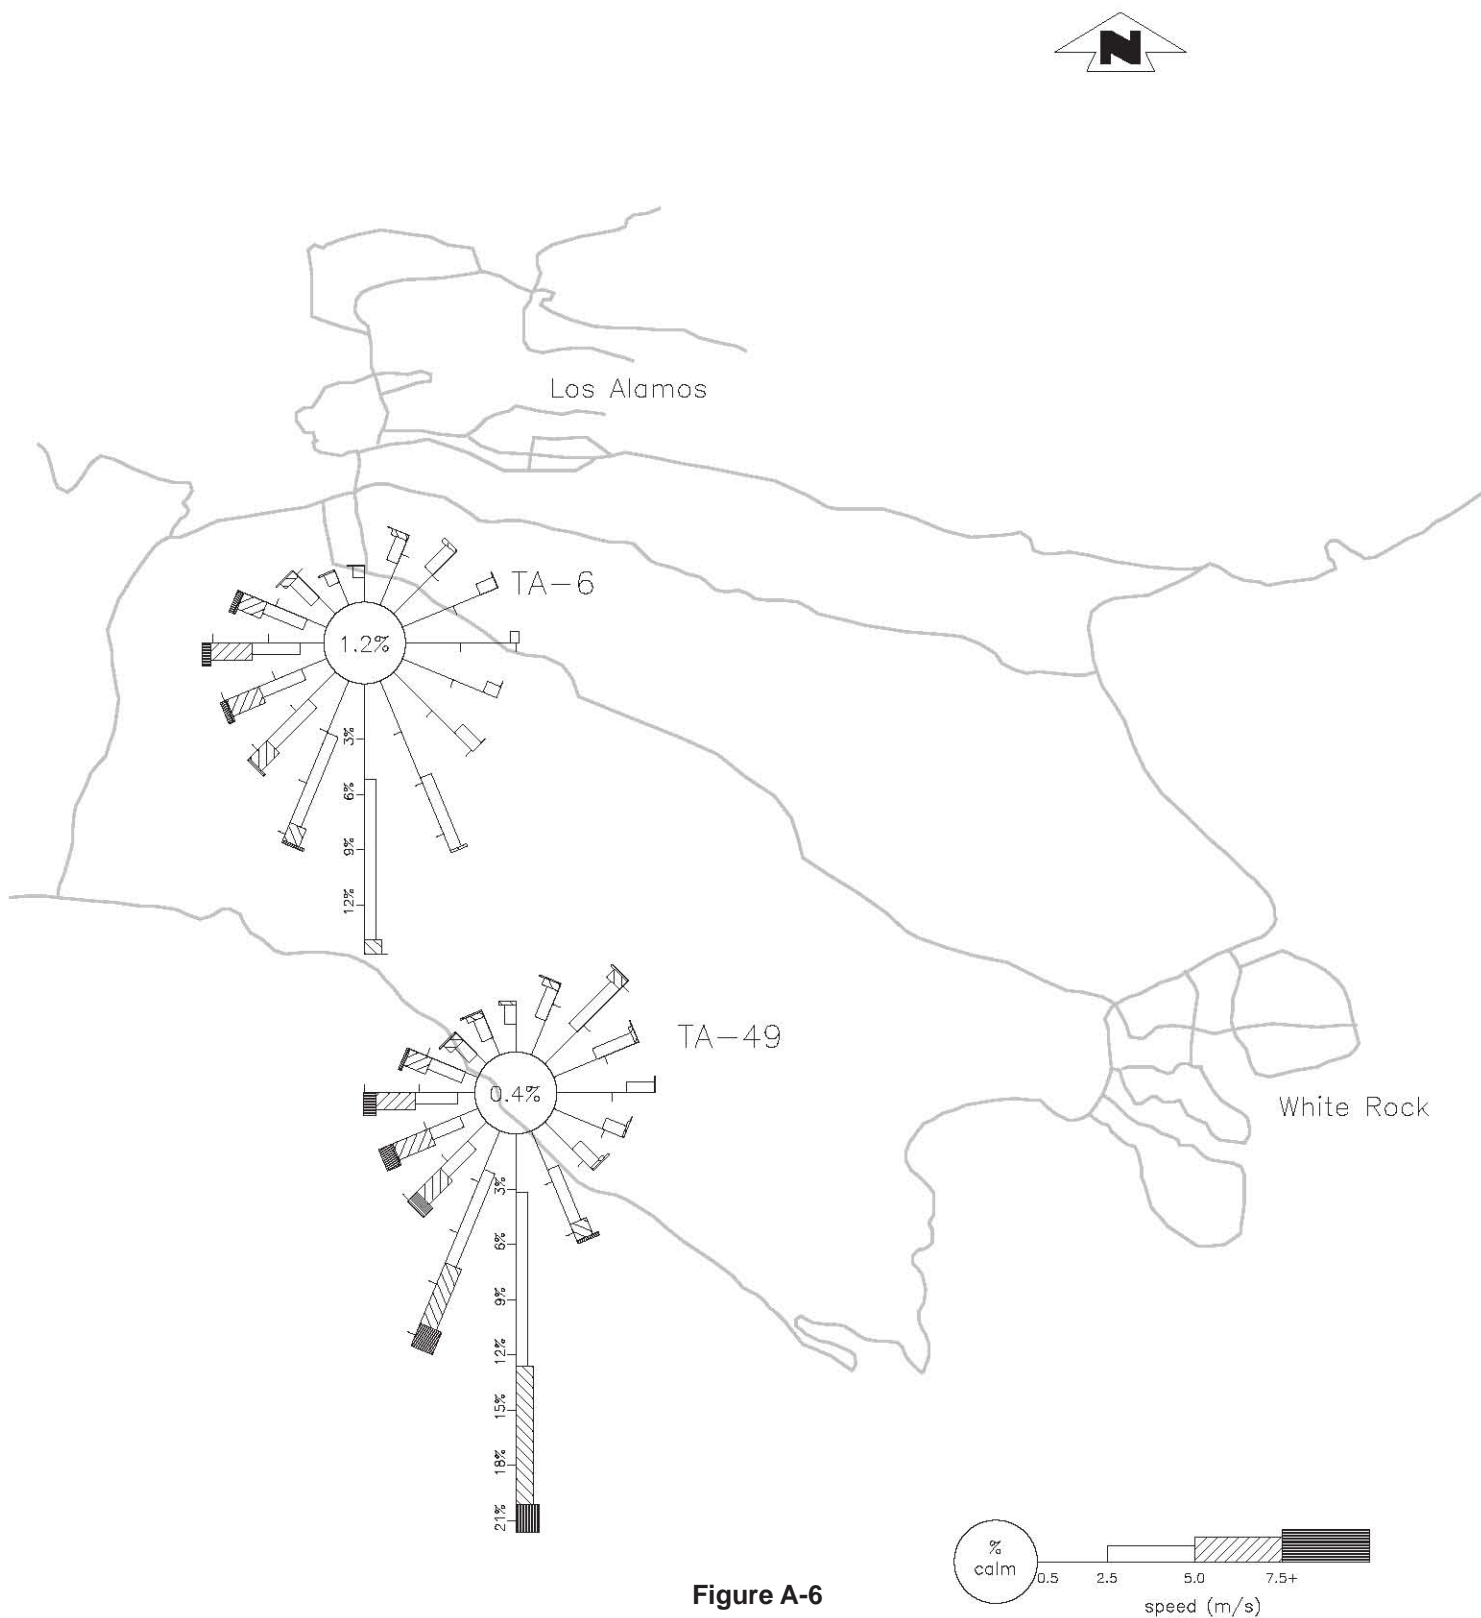 N
Los Alamos
TA-6
1.2%
3%
6%
9%
12%
TA-49
0.4%
White Rock
3%
6%
9%
12%
15%
18%
21%
%
calm
0.5 2.5 5.0 7.5+
speed (m/s)
Figure A-6